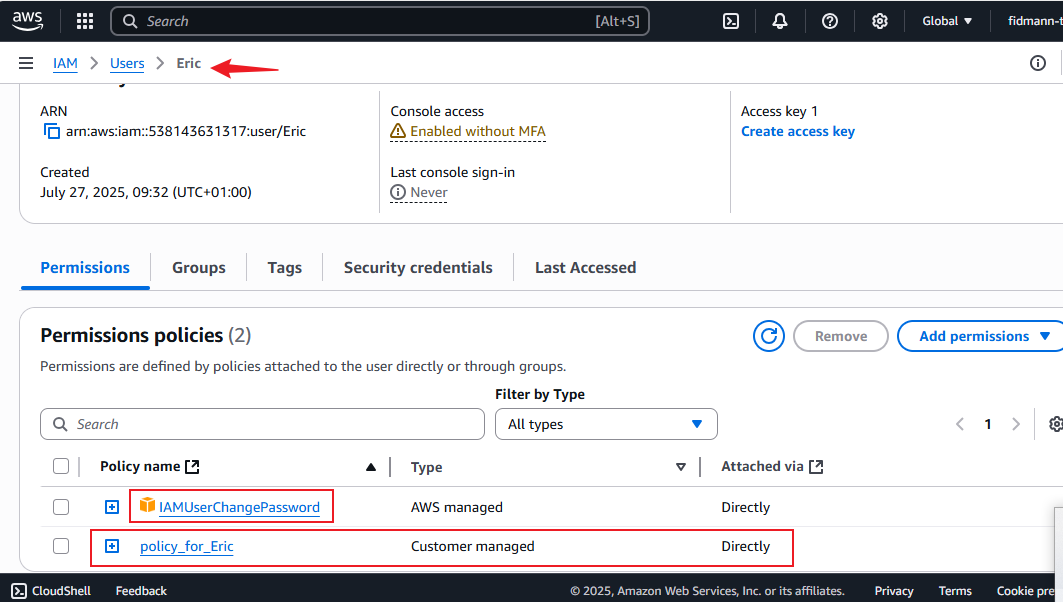 aws Search [Alt+S] Global fidmann-t
IAM > Users > Eric
ARN
arn:aws:iam::538143631317:user/Eric
Created
July 27, 2025, 09:32 (UTC+01:00)
Console access
Enabled without MFA
Last console sign-in
Never
Access key 1
Create access key
Permissions Groups Tags Security credentials Last Accessed
Permissions policies (2)
Remove Add permissions
Permissions are defined by policies attached to the user directly or through groups.
Filter by Type
Search All types 1
Policy name Type Attached via
IAMUserChangePassword AWS managed Directly
policy_for_Eric Customer managed Directly
CloudShell Feedback © 2025, Amazon Web Services, Inc. or its affiliates. Privacy Terms Cookie pre